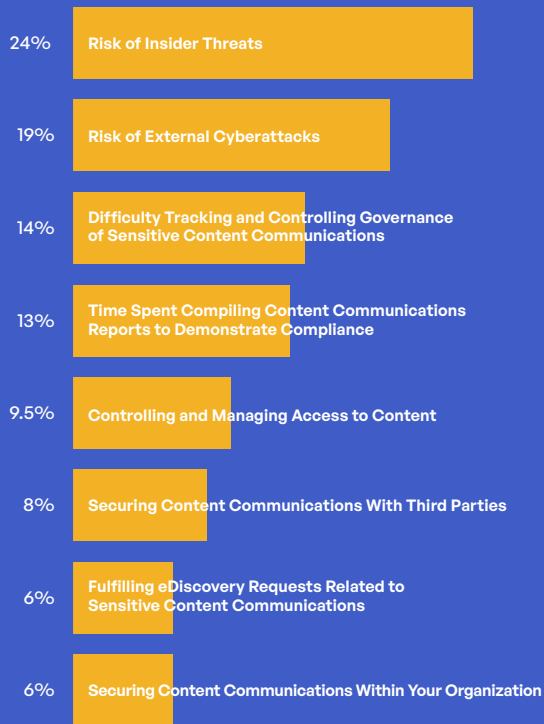 24%
Risk of Insider Threats
19%
Risk of External Cyberattacks
14%
Difficulty Tracking and Controlling Governance
of Sensitive Content Communications
13%
Time Spent Compiling Content Communications
Reports to Demonstrate Compliance
9.5%
Controlling and Managing Access to Content
8%
Securing Content Communications With Third Parties
6%
Fulfilling eDiscovery Requests Related to
Sensitive Content Communications
6%
Securing Content Communications Within Your Organization